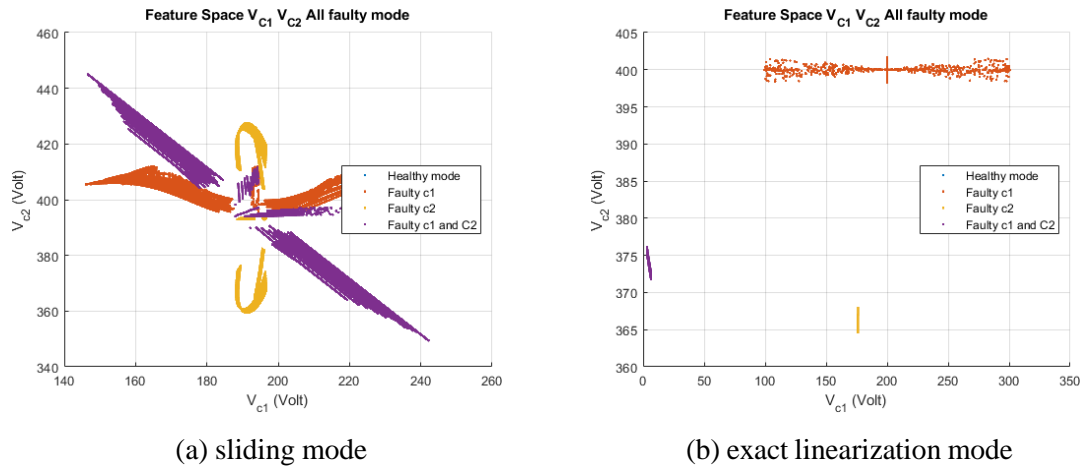 Feature Space V_C1 V_C2 All faulty mode
460
440
420
400
380
360
340
V_c2 (Volt)
Healthy mode
Faulty c1
Faulty c2
Faulty c1 and C2
140 160 180 200 220 240 260
V_c1 (Volt)
(a) sliding mode
Feature Space V_C1 V_C2 All faulty mode
405
400
395
390
385
380
375
370
365
360
V_c2 (Volt)
Healthy mode
Faulty c1
Faulty c2
Faulty c1 and C2
0 50 100 150 200 250 300 350
V_c1 (Volt)
(b) exact linearization mode